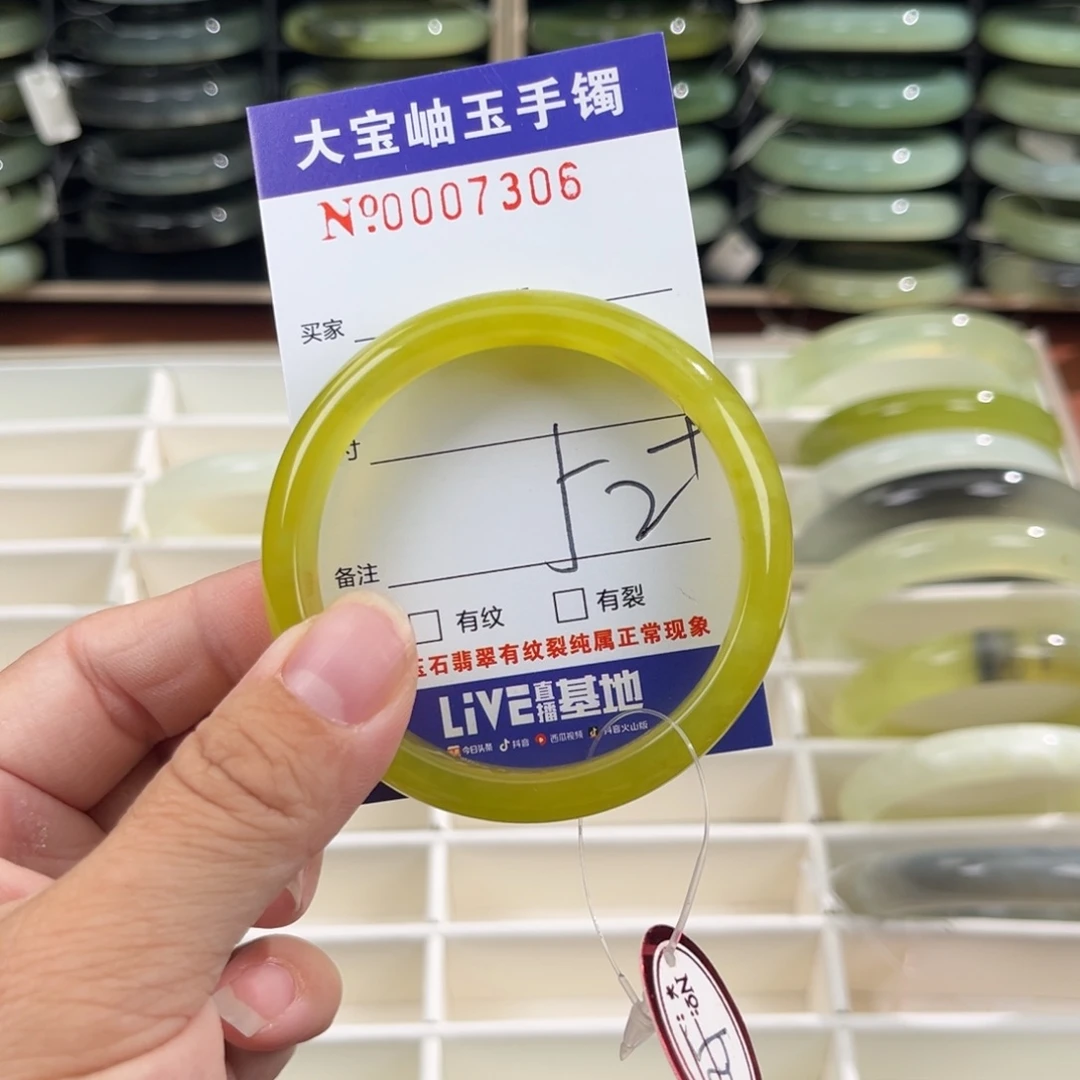 大宝岫玉手镯
№0007306
买家
寸
备注
有纹 有裂
玉石翡翠有纹裂纯属正常现象
LiVE直播基地
今日头条 抖音 西瓜视频 抖音火山版